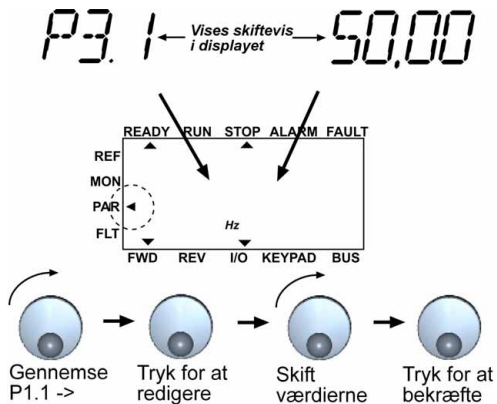 P3.1
Vises skiftevis
i displayet
50,00
READY RUN STOP ALARM FAULT
REF
MON
PAR
FLT
Hz
FWD REV I/O KEYPAD BUS
Gennemse
P1.1 ->
Tryk for at
redigere
Skift
værdierne
Tryk for at
bekræfte